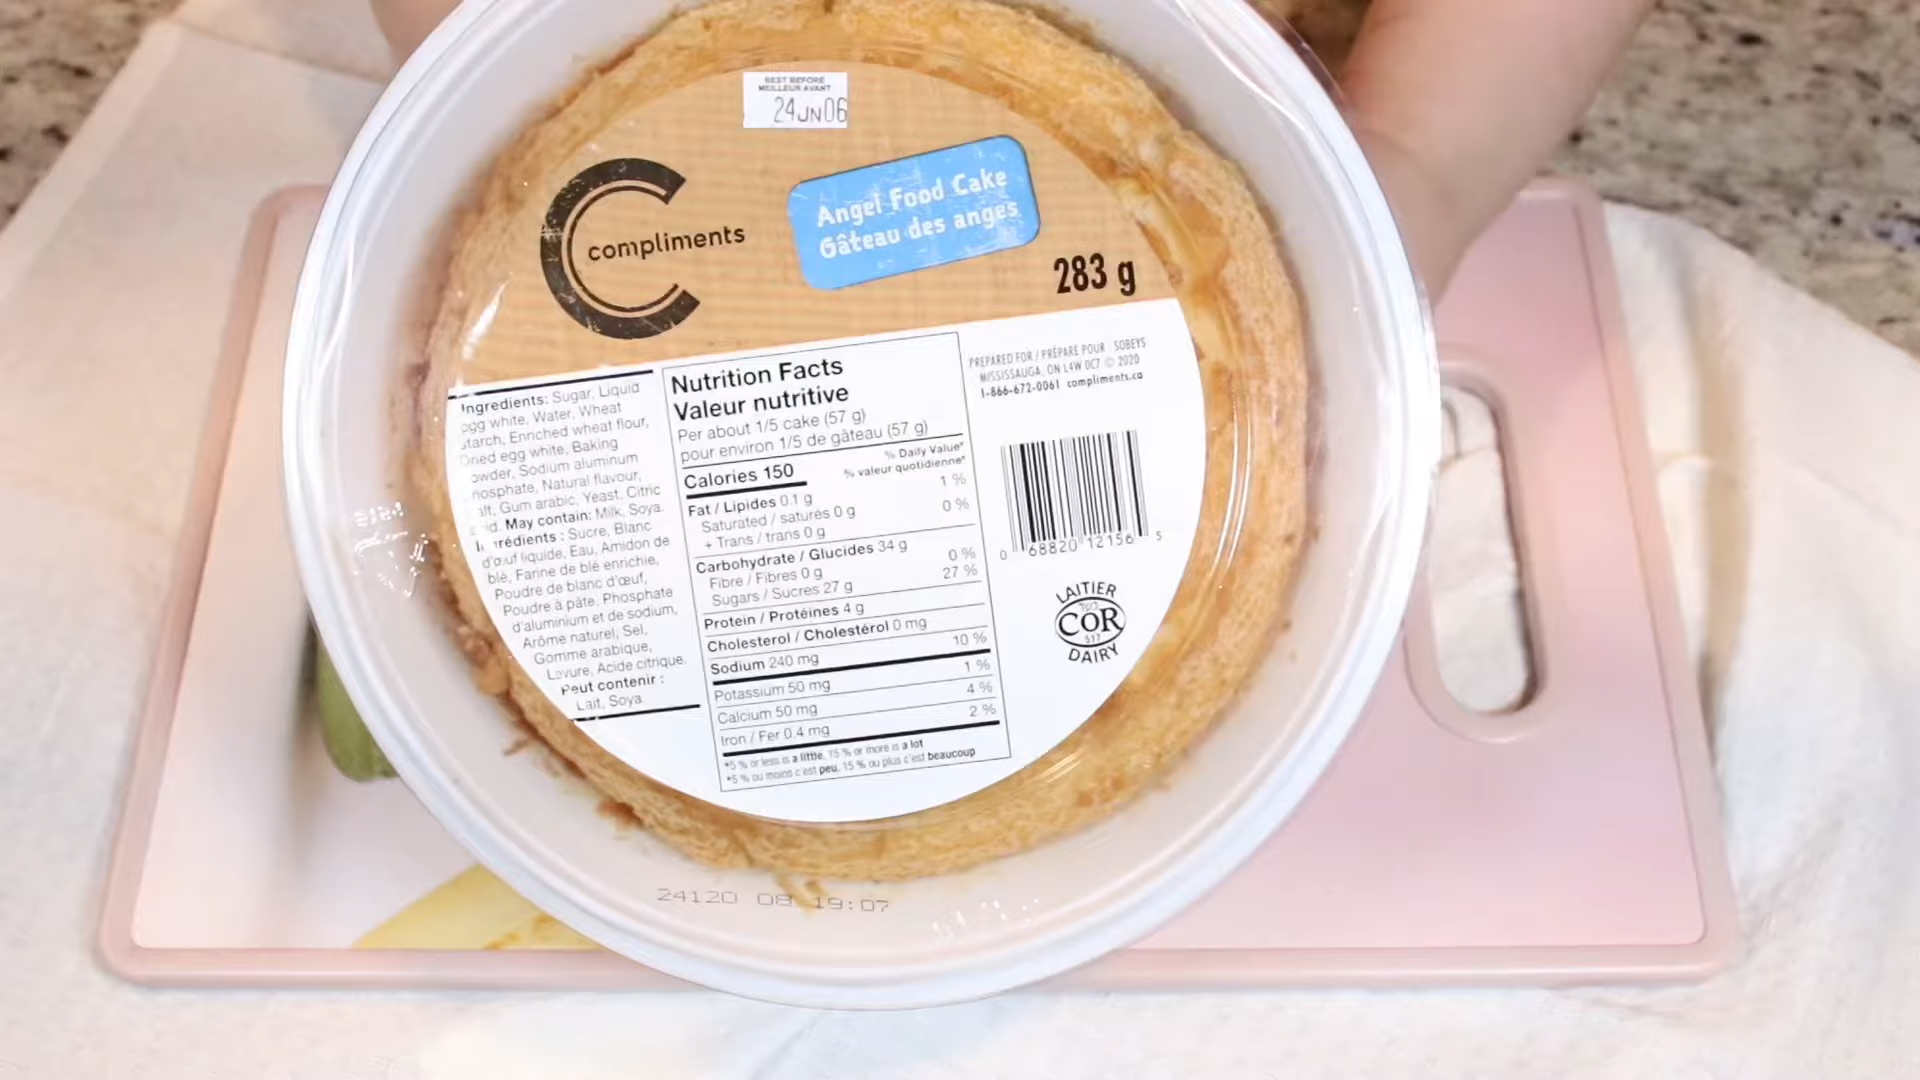 BEST BEFORE
MEILLEUR AVANT
24 JN 06
compliments
Angel Food Cake
Gâteau des anges
283 g
Ingredients: Sugar, Liquid
egg white, Water, Wheat
starch, Enriched wheat flour,
Dried egg white, Baking
powder, Sodium aluminum
phosphate, Natural flavour,
Salt, Gum arabic, Yeast, Citric
acid. May contain: Milk, Soya.
Ingrédients : Sucre, Blanc
d'œuf liquide, Eau, Amidon de
blé, Farine de blé enrichie,
Poudre de blanc d'œuf,
Poudre à pâte, Phosphate
d'aluminium et de sodium,
Arôme naturel, Sel,
Gomme arabique,
Levure, Acide citrique.
Peut contenir :
Lait, Soya.
Nutrition Facts
Valeur nutritive
Per about 1/5 cake (57 g)
pour environ 1/5 de gâteau (57 g)
% Daily Value*
% valeur quotidienne*
Calories 150
Fat / Lipides 0.1 g 1 %
Saturated / saturés 0 g 0 %
+ Trans / trans 0 g
Carbohydrate / Glucides 34 g
Fibre / Fibres 0 g 0 %
Sugars / Sucres 27 g 27 %
Protein / Protéines 4 g
Cholesterol / Cholestérol 0 mg
Sodium 240 mg 10 %
Potassium 50 mg 1 %
Calcium 50 mg 4 %
Iron / Fer 0.4 mg 2 %
*5 % or less is a little, 15 % or more is a lot
*5 % ou moins c'est peu, 15 % ou plus c'est beaucoup
PREPARED FOR / PRÉPARÉ POUR : SOBEYS
MISSISSAUGA, ON L4W 0C7 © 2020
1-866-672-0061 compliments.ca
0 68820 12156 5
LAITIER
COR
517
DAIRY
24120 08 19:07